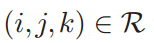 (i, j, k) ∈ ℛ